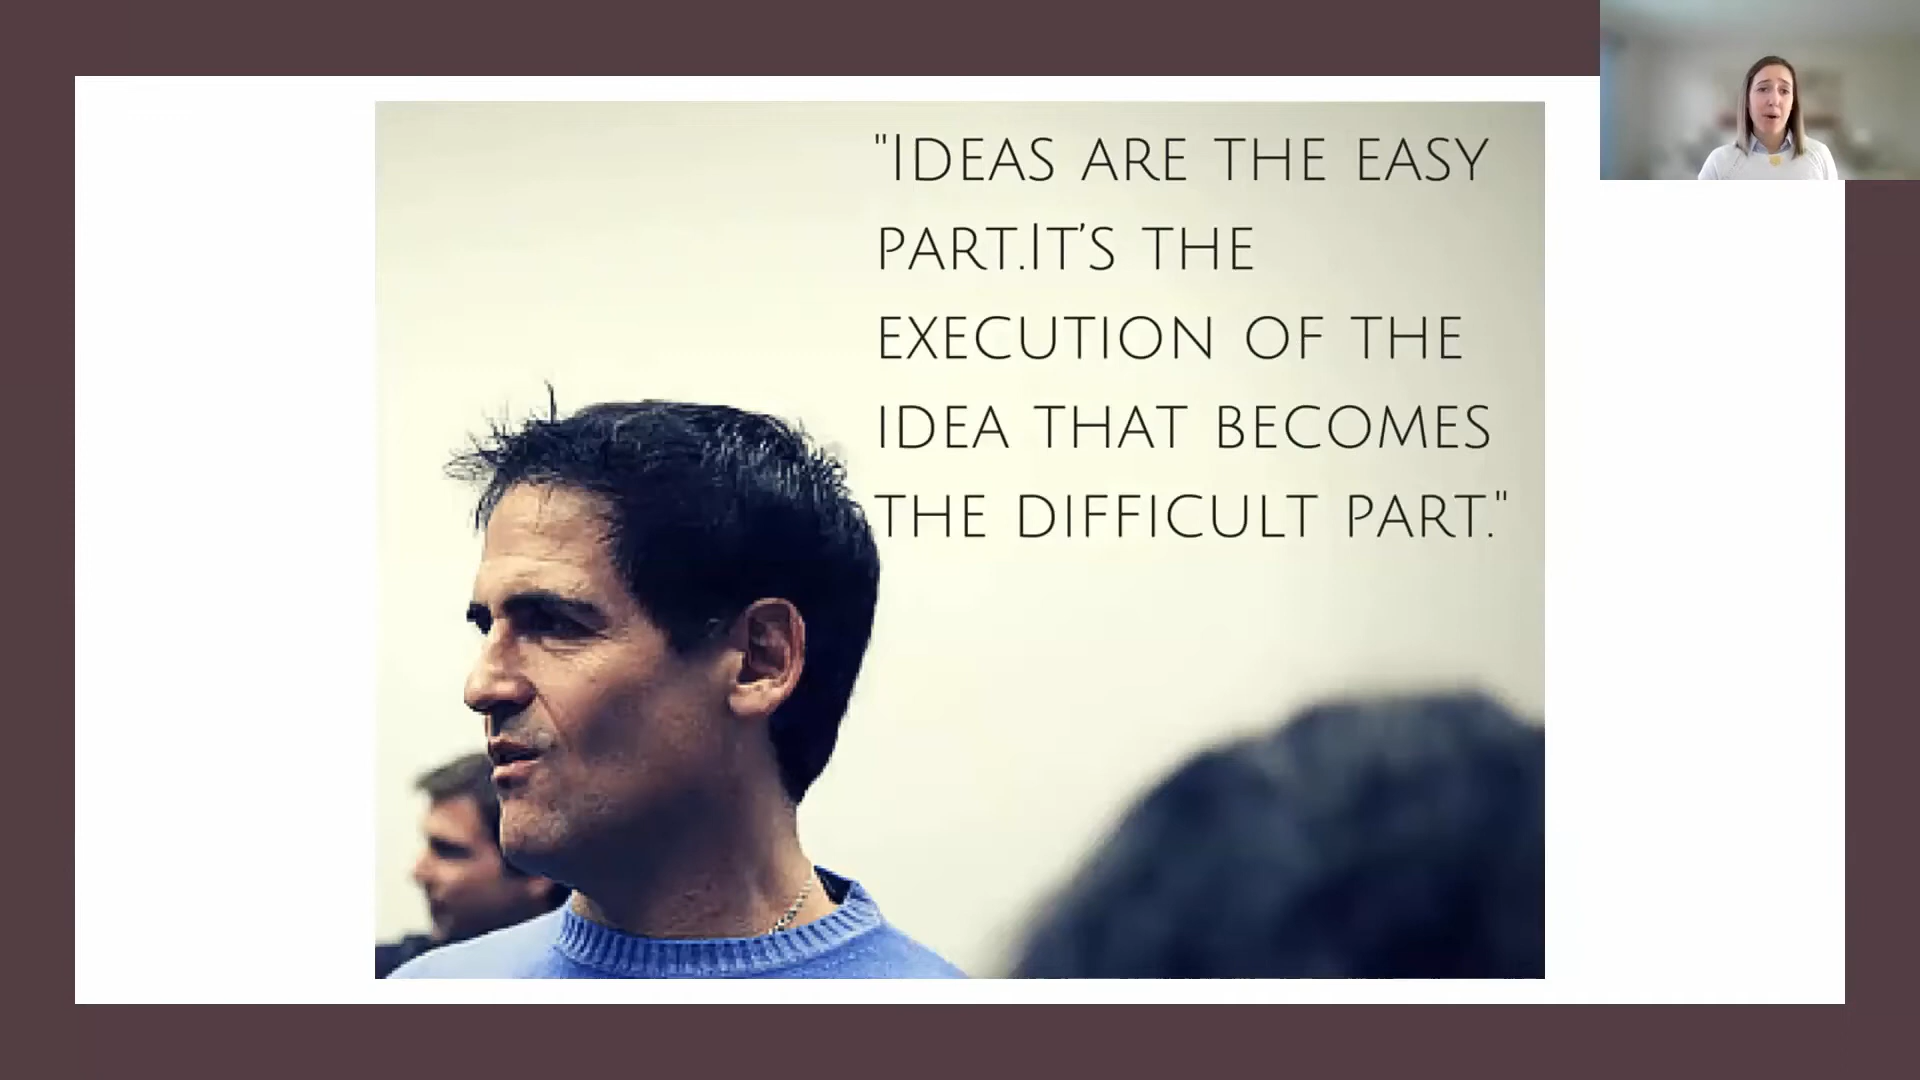 "Ideas are the easy
part.It’s the
execution of the
idea that becomes
the difficult part."